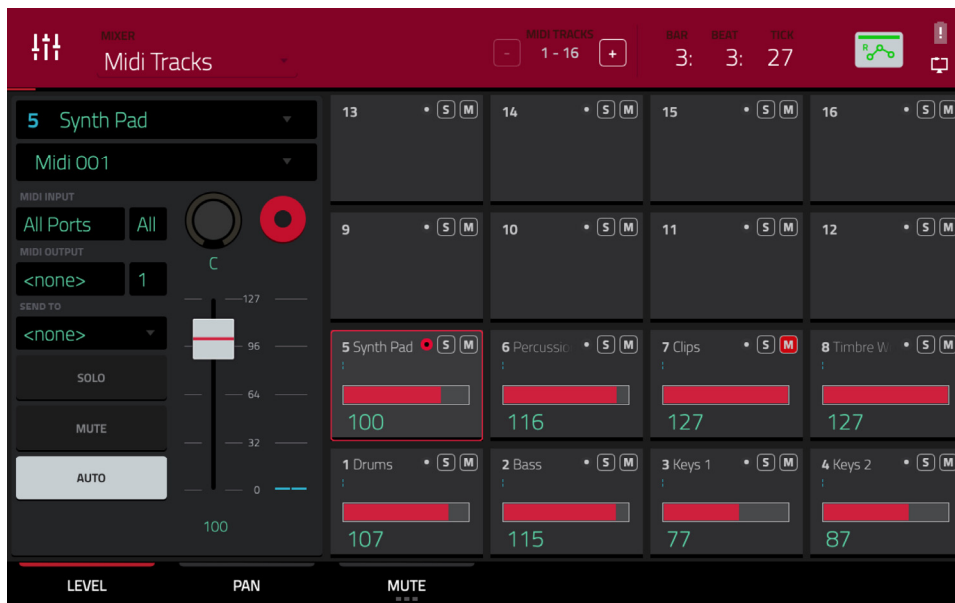 MIXER
Midi Tracks
MIDI TRACKS
- 1 - 16 +
BAR BEAT TICK
3: 3: 27
R
!
5 Synth Pad
Midi 001
MIDI INPUT
All Ports All
MIDI OUTPUT
<none> 1
SEND TO
<none>
SOLO
MUTE
AUTO
C
127
96
64
32
0
100
13 S M
14 S M
15 S M
16 S M
9 S M
10 S M
11 S M
12 S M
5 Synth Pad S M
100
6 Percussio S M
116
7 Clips S M
127
8 Timbre W S M
127
1 Drums S M
107
2 Bass S M
115
3 Keys 1 S M
77
4 Keys 2 S M
87
LEVEL PAN MUTE